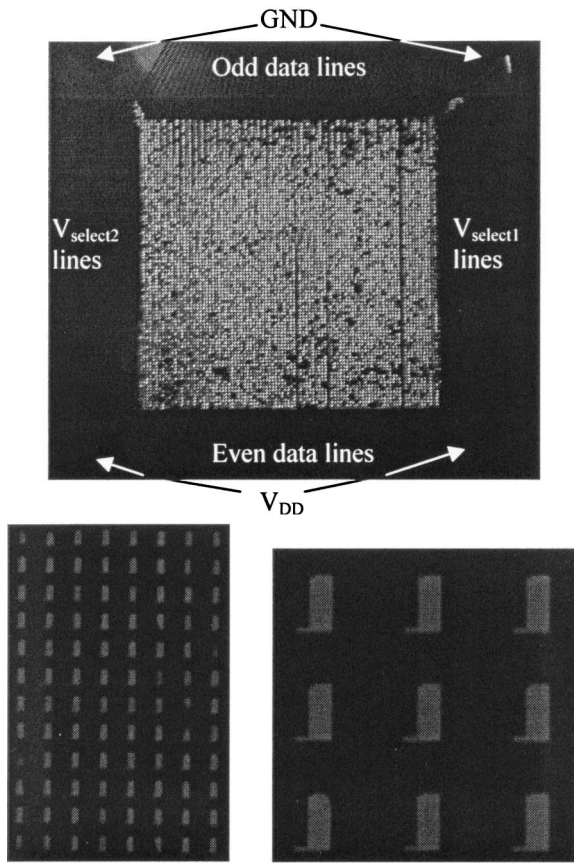 GND
Odd data lines
V_select2
lines
V_select1
lines
Even data lines
V_DD